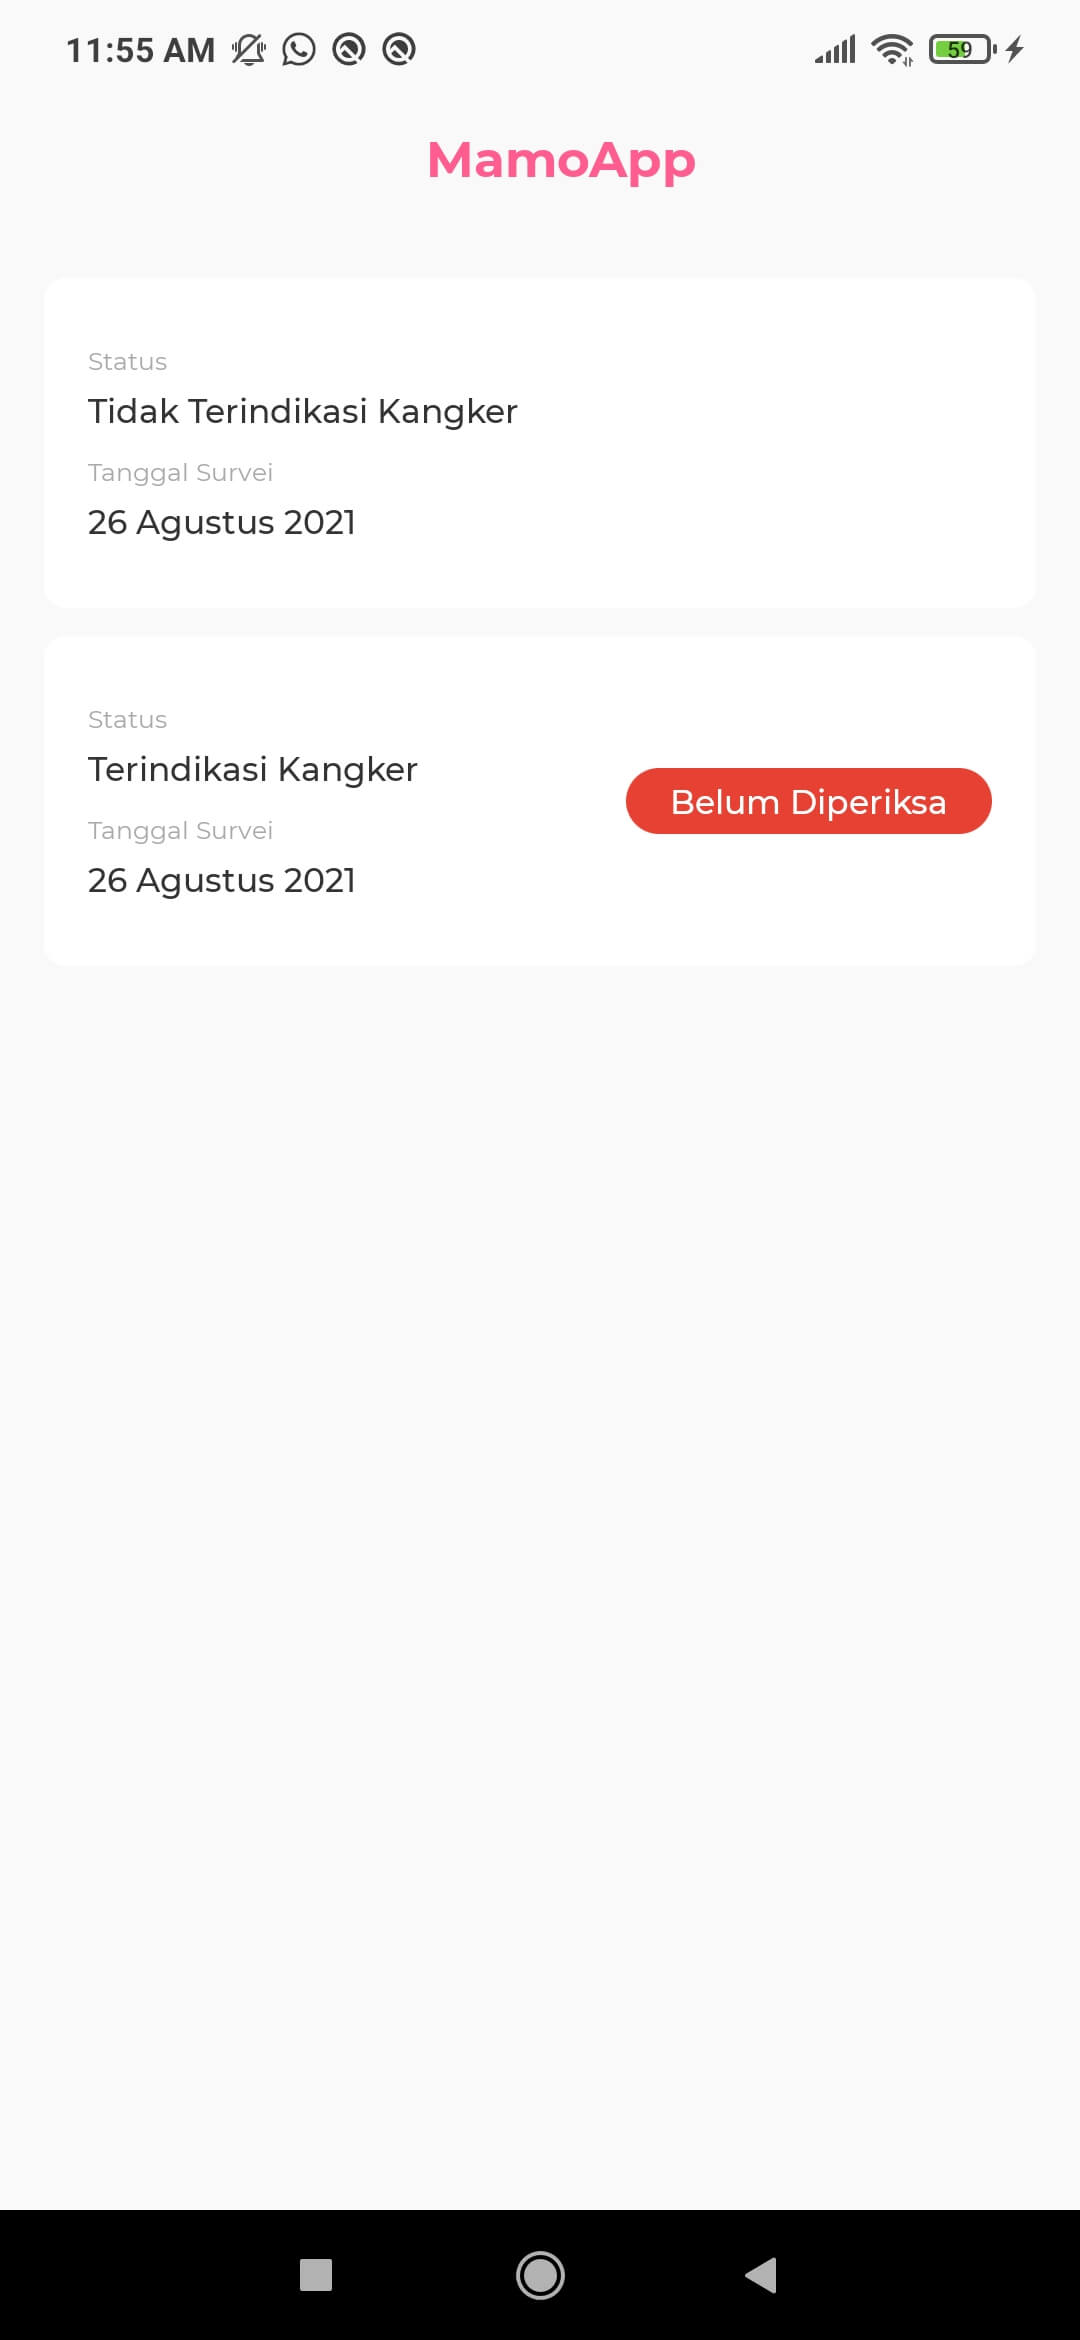 11:55 AM
59
MamoApp
Status
Tidak Terindikasi Kangker
Tanggal Survei
26 Agustus 2021
Status
Terindikasi Kangker
Belum Diperiksa
Tanggal Survei
26 Agustus 2021